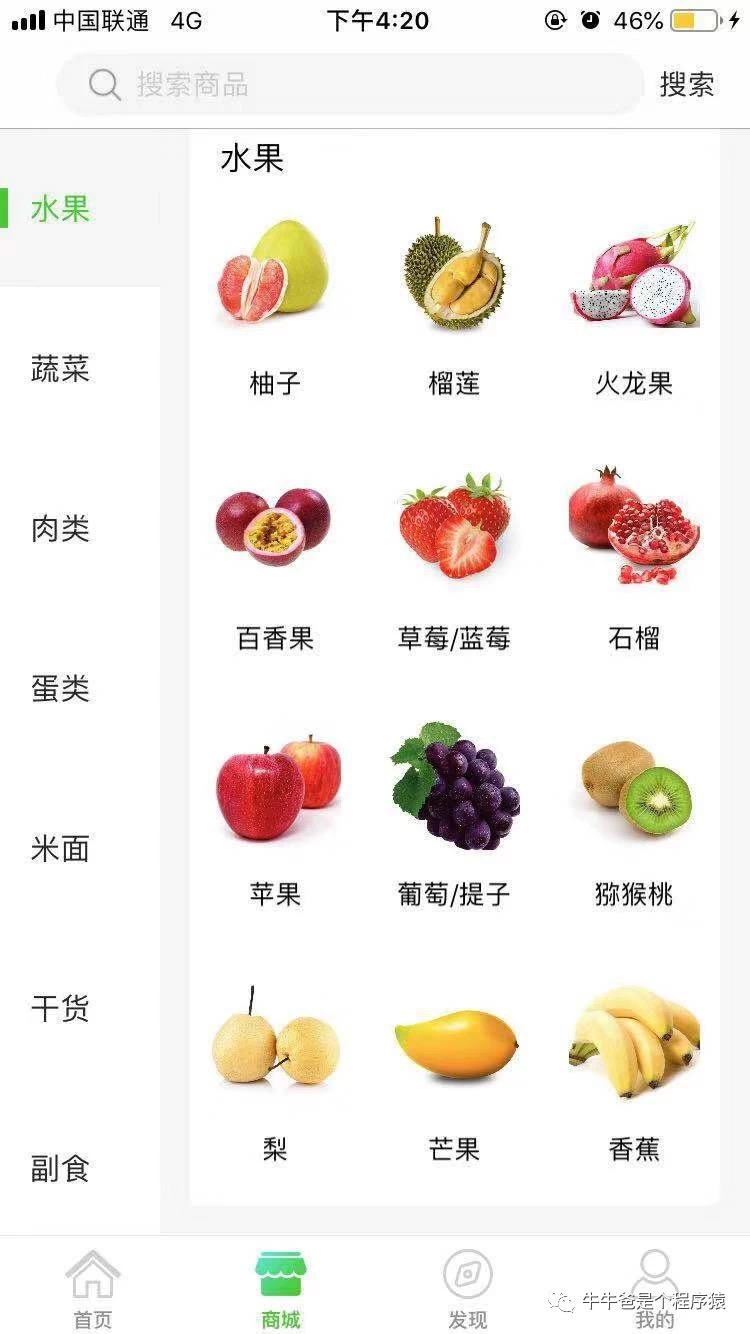 中国联通 4G 下午4:20 46%
搜索商品 搜索
水果
蔬菜
肉类
蛋类
米面
干货
副食
水果
柚子 榴莲 火龙果
百香果 草莓/蓝莓 石榴
苹果 葡萄/提子 猕猴桃
梨 芒果 香蕉
首页 商城 发现 我的
牛牛爸是个程序猿